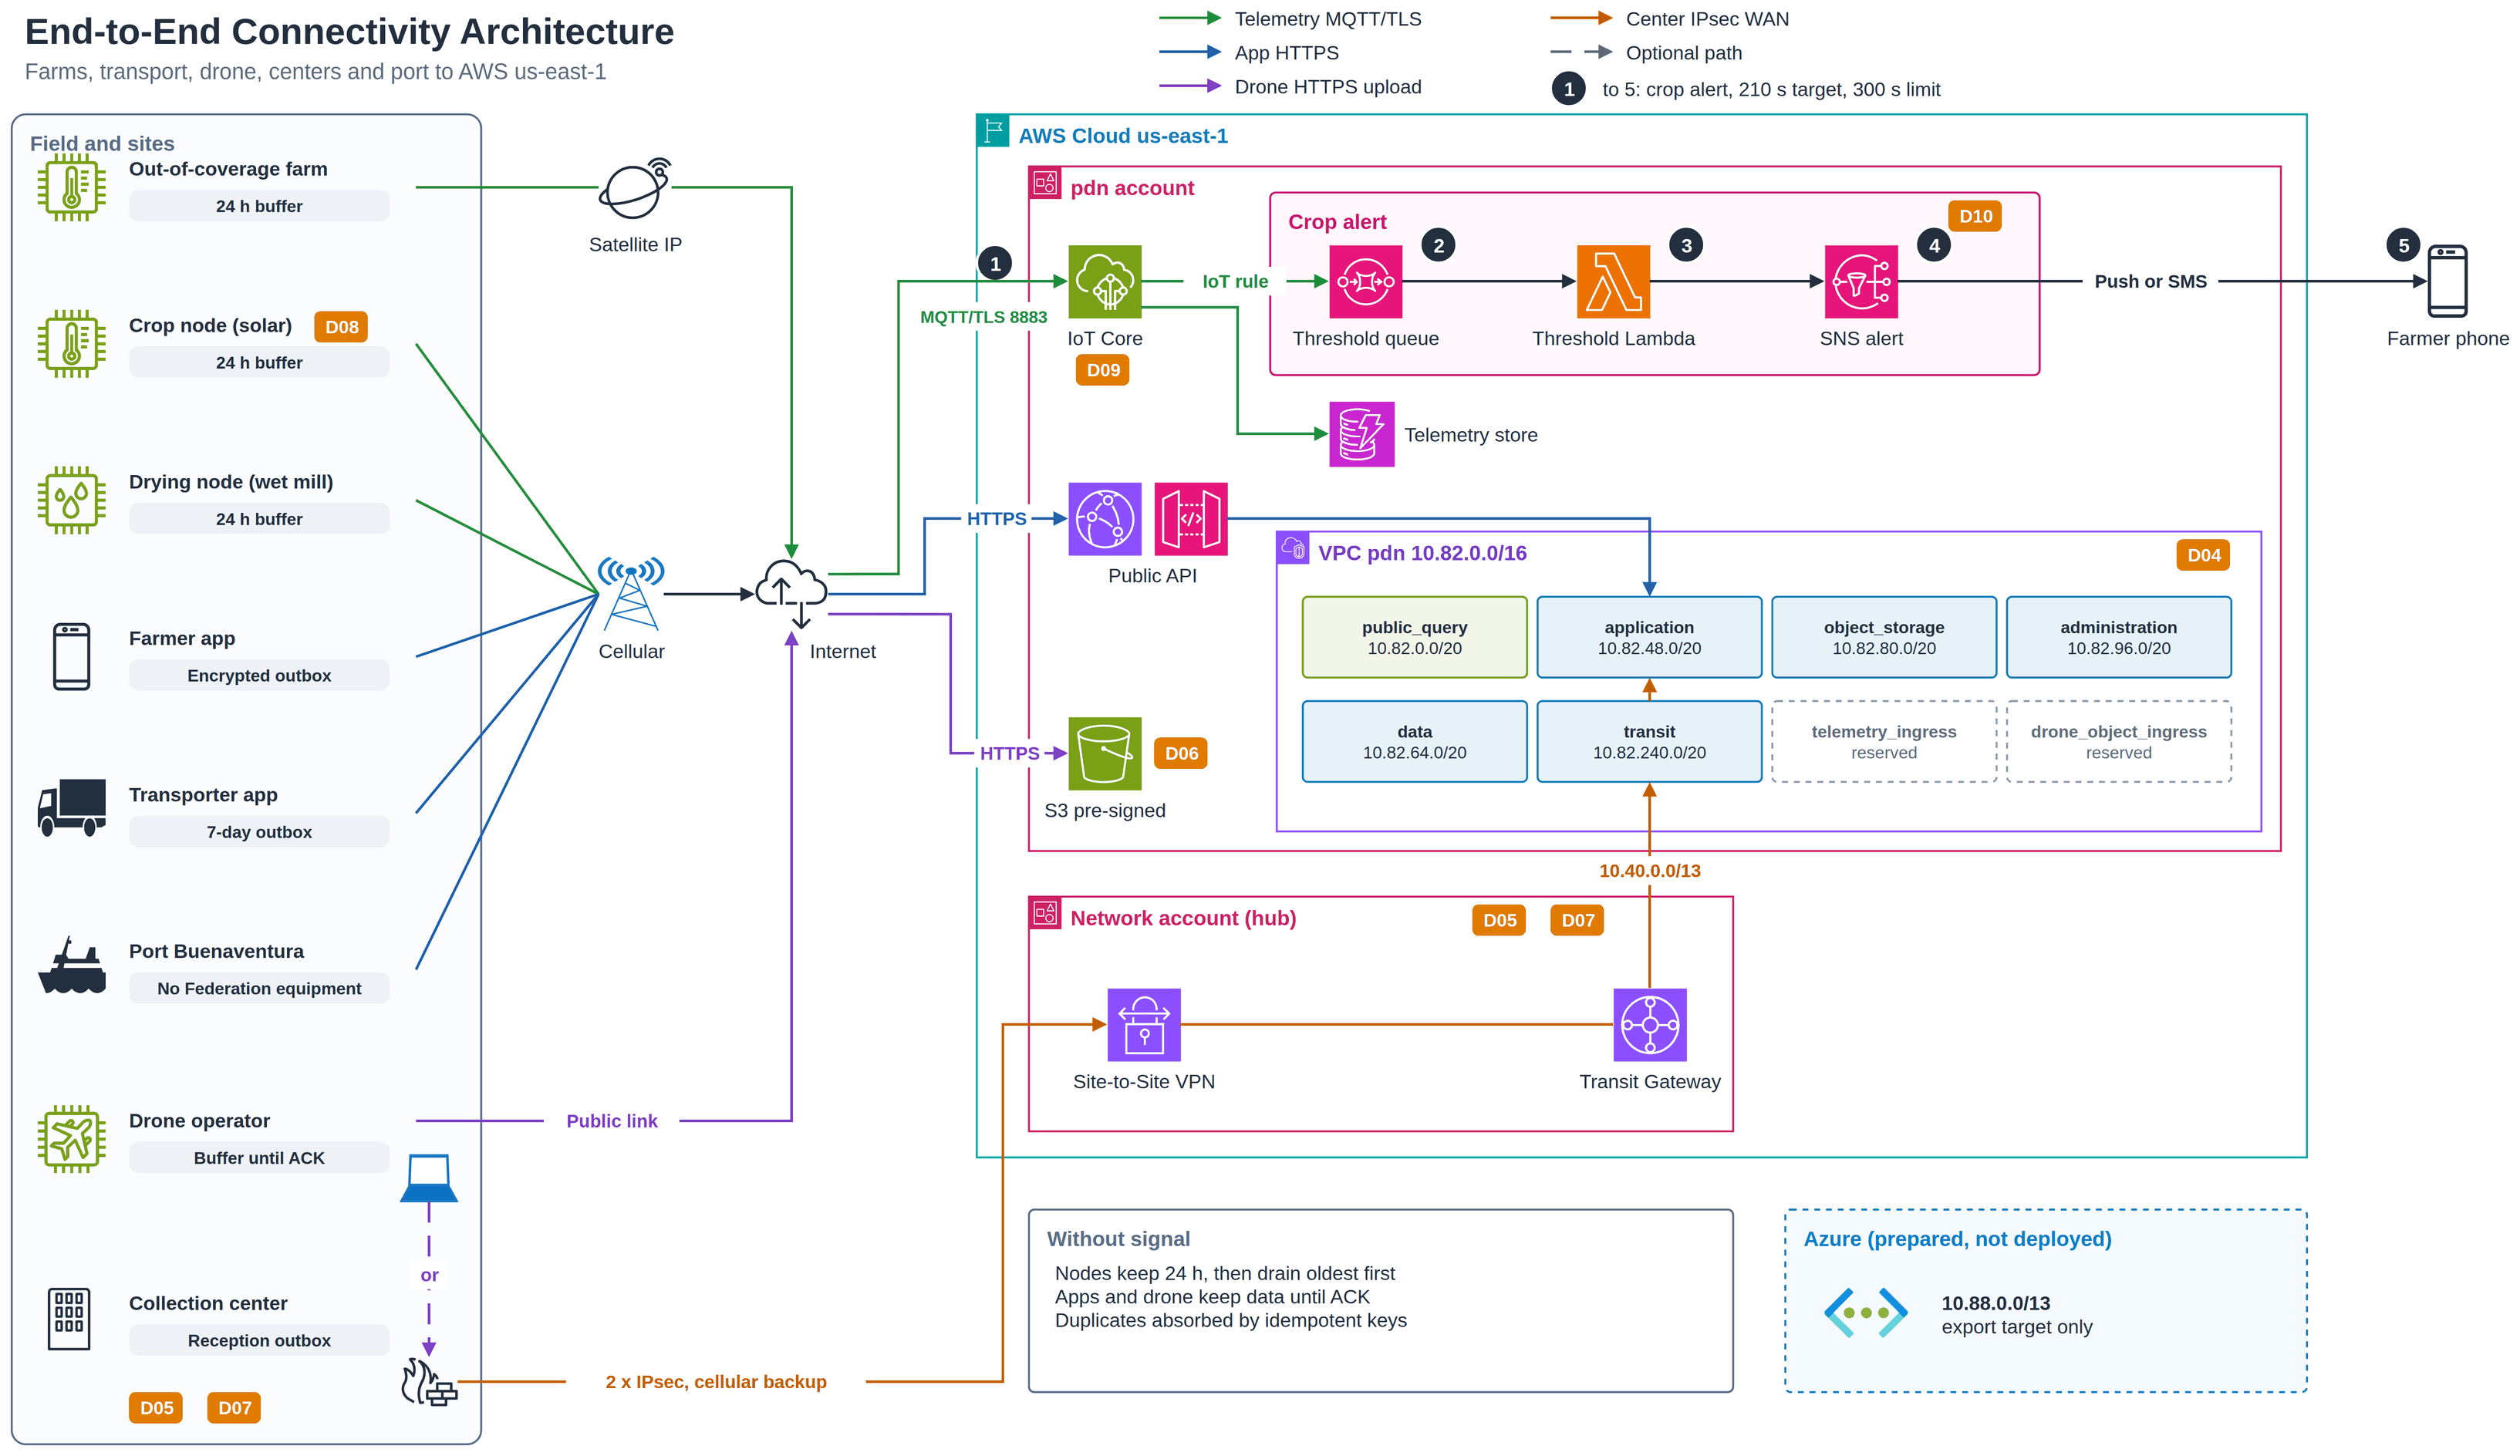 End-to-End Connectivity Architecture
Farms, transport, drone, centers and port to AWS us-east-1
Telemetry MQTT/TLS
App HTTPS
Drone HTTPS upload
Center IPsec WAN
Optional path
1 to 5: crop alert, 210 s target, 300 s limit
Field and sites
Out-of-coverage farm
24 h buffer
Crop node (solar)
D08
24 h buffer
Drying node (wet mill)
24 h buffer
Farmer app
Encrypted outbox
Transporter app
7-day outbox
Port Buenaventura
No Federation equipment
Drone operator
Buffer until ACK
or
Collection center
Reception outbox
D05
D07
Satellite IP
Cellular
Internet
Public link
2 x IPsec, cellular backup
AWS Cloud us-east-1
pdn account
1
MQTT/TLS 8883
IoT Core
D09
IoT rule
Crop alert
D10
2
3
4
5
Threshold queue
Threshold Lambda
SNS alert
Push or SMS
Farmer phone
Telemetry store
HTTPS
Public API
HTTPS
S3 pre-signed
D06
VPC pdn 10.82.0.0/16
D04
public_query
10.82.0.0/20
application
10.82.48.0/20
object_storage
10.82.80.0/20
administration
10.82.96.0/20
data
10.82.64.0/20
transit
10.82.240.0/20
telemetry_ingress
reserved
drone_object_ingress
reserved
10.40.0.0/13
Network account (hub)
D05
D07
Site-to-Site VPN
Transit Gateway
Without signal
Nodes keep 24 h, then drain oldest first
Apps and drone keep data until ACK
Duplicates absorbed by idempotent keys
Azure (prepared, not deployed)
10.88.0.0/13
export target only